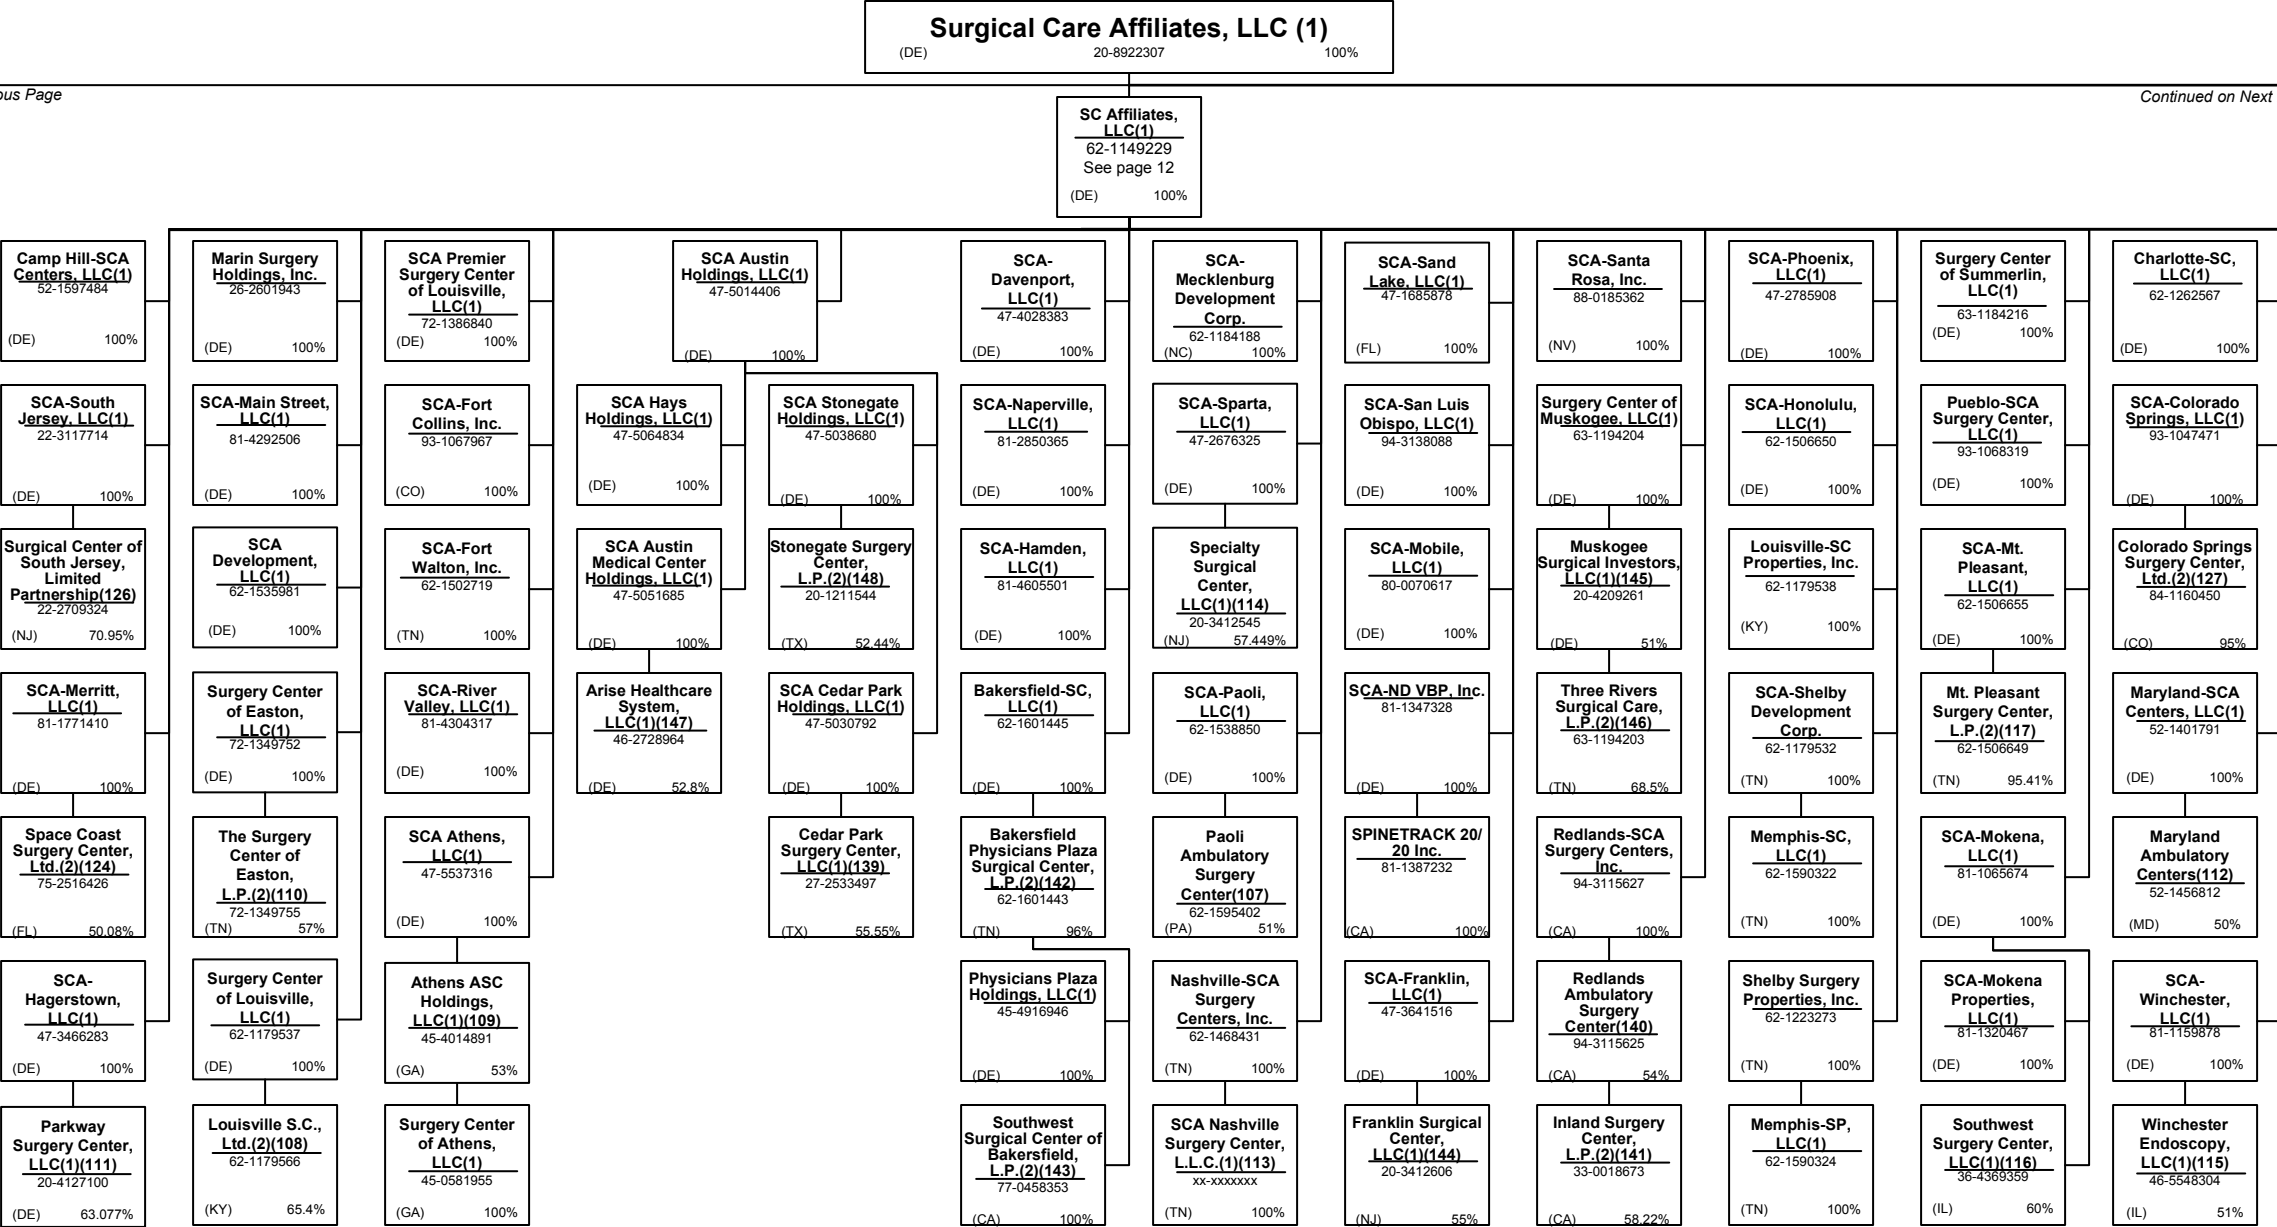 Surgical Care Affiliates, LLC (1)
(DE) 20-8922307 100%
ous Page
Continued on Next
SC Affiliates,
LLC(1)
62-1149229
See page 12
(DE) 100%
Camp Hill-SCA
Centers, LLC(1)
52-1597484
(DE) 100%
Marin Surgery
Holdings, Inc.
26-2601943
(DE) 100%
SCA Premier
Surgery Center
of Louisville,
LLC(1)
72-1386840
(DE) 100%
SCA Austin
Holdings, LLC(1)
47-5014406
(DE) 100%
SCA-
Davenport,
LLC(1)
47-4028383
(DE) 100%
SCA-
Mecklenburg
Development
Corp.
62-1184188
(NC) 100%
SCA-Sand
Lake, LLC(1)
47-1685878
(FL) 100%
SCA-Santa
Rosa, Inc.
88-0185362
(NV) 100%
SCA-Phoenix,
LLC(1)
47-2785908
(DE) 100%
Surgery Center
of Summerlin,
LLC(1)
63-1184216
(DE) 100%
Charlotte-SC,
LLC(1)
62-1262567
(DE) 100%
SCA-South
Jersey, LLC(1)
22-3117714
(DE) 100%
SCA-Main Street,
LLC(1)
81-4292506
(DE) 100%
SCA-Fort
Collins, Inc.
93-1067967
(CO) 100%
SCA Hays
Holdings, LLC(1)
47-5064834
(DE) 100%
SCA Stonegate
Holdings, LLC(1)
47-5038680
(DE) 100%
SCA-Naperville,
LLC(1)
81-2850365
(DE) 100%
SCA-Sparta,
LLC(1)
47-2676325
(DE) 100%
SCA-San Luis
Obispo, LLC(1)
94-3138088
(DE) 100%
Surgery Center of
Muskogee, LLC(1)
63-1194204
(DE) 100%
SCA-Honolulu,
LLC(1)
62-1506650
(DE) 100%
Pueblo-SCA
Surgery Center,
LLC(1)
93-1068319
(DE) 100%
SCA-Colorado
Springs, LLC(1)
93-1047471
(DE) 100%
Surgical Center of
South Jersey,
Limited
Partnership(126)
22-2709324
(NJ) 70.95%
SCA
Development,
LLC(1)
62-1535981
(DE) 100%
SCA-Fort
Walton, Inc.
62-1502719
(TN) 100%
SCA Austin
Medical Center
Holdings, LLC(1)
47-5051685
(DE) 100%
Stonegate Surgery
Center,
L.P.(2)(148)
20-1211544
(TX) 52.44%
SCA-Hamden,
LLC(1)
81-4605501
(DE) 100%
Specialty
Surgical
Center,
LLC(1)(114)
20-3412545
(NJ) 57.449%
SCA-Mobile,
LLC(1)
80-0070617
(DE) 100%
Muskogee
Surgical Investors,
LLC(1)(145)
20-4209261
(DE) 51%
Louisville-SC
Properties, Inc.
62-1179538
(KY) 100%
SCA-Mt.
Pleasant,
LLC(1)
62-1506655
(DE) 100%
Colorado Springs
Surgery Center,
Ltd.(2)(127)
84-1160450
(CO) 95%
SCA-Merritt,
LLC(1)
81-1771410
(DE) 100%
Surgery Center
of Easton,
LLC(1)
72-1349752
(DE) 100%
SCA-River
Valley, LLC(1)
81-4304317
(DE) 100%
Arise Healthcare
System,
LLC(1)(147)
46-2728964
(DE) 52.8%
SCA Cedar Park
Holdings, LLC(1)
47-5030792
(DE) 100%
Bakersfield-SC,
LLC(1)
62-1601445
(DE) 100%
SCA-Paoli,
LLC(1)
62-1538850
(DE) 100%
SCA-ND VBP, Inc.
81-1347328
(DE) 100%
Three Rivers
Surgical Care,
L.P.(2)(146)
63-1194203
(TN) 68.5%
SCA-Shelby
Development
Corp.
62-1179532
(TN) 100%
Mt. Pleasant
Surgery Center,
L.P.(2)(117)
62-1506649
(TN) 95.41%
Maryland-SCA
Centers, LLC(1)
52-1401791
(DE) 100%
Space Coast
Surgery Center,
Ltd.(2)(124)
75-2516426
(FL) 50.08%
The Surgery
Center of
Easton,
L.P.(2)(110)
72-1349755
(TN) 57%
SCA Athens,
LLC(1)
47-5537316
(DE) 100%
Cedar Park
Surgery Center,
LLC(1)(139)
27-2533497
(TX) 55.55%
Bakersfield
Physicians Plaza
Surgical Center,
L.P.(2)(142)
62-1601443
(TN) 96%
Paoli
Ambulatory
Surgery
Center(107)
62-1595402
(PA) 51%
SPINETRACK 20/
20 Inc.
81-1387232
(CA) 100%
Redlands-SCA
Surgery Centers,
Inc.
94-3115627
(CA) 100%
Memphis-SC,
LLC(1)
62-1590322
(TN) 100%
SCA-Mokena,
LLC(1)
81-1065674
(DE) 100%
Maryland
Ambulatory
Centers(112)
52-1456812
(MD) 50%
SCA-
Hagerstown,
LLC(1)
47-3466283
(DE) 100%
Surgery Center
of Louisville,
LLC(1)
62-1179537
(DE) 100%
Athens ASC
Holdings,
LLC(1)(109)
45-4014891
(GA) 53%
Physicians Plaza
Holdings, LLC(1)
45-4916946
(DE) 100%
Nashville-SCA
Surgery
Centers, Inc.
62-1468431
(TN) 100%
SCA-Franklin,
LLC(1)
47-3641516
(DE) 100%
Redlands
Ambulatory
Surgery
Center(140)
94-3115625
(CA) 54%
Shelby Surgery
Properties, Inc.
62-1223273
(TN) 100%
SCA-Mokena
Properties,
LLC(1)
81-1320467
(DE) 100%
SCA-
Winchester,
LLC(1)
81-1159878
(DE) 100%
Parkway
Surgery Center,
LLC(1)(111)
20-4127100
(DE) 63.077%
Louisville S.C.,
Ltd.(2)(108)
62-1179566
(KY) 65.4%
Surgery Center
of Athens,
LLC(1)
45-0581955
(GA) 100%
Southwest
Surgical Center of
Bakersfield,
L.P.(2)(143)
77-0458353
(CA) 100%
SCA Nashville
Surgery Center,
L.L.C.(1)(113)
xx-xxxxxxx
(TN) 100%
Franklin Surgical
Center,
LLC(1)(144)
20-3412606
(NJ) 55%
Inland Surgery
Center,
L.P.(2)(141)
33-0018673
(CA) 58.22%
Memphis-SP,
LLC(1)
62-1590324
(TN) 100%
Southwest
Surgery Center,
LLC(1)(116)
36-4369359
(IL) 60%
Winchester
Endoscopy,
LLC(1)(115)
46-5548304
(IL) 51%